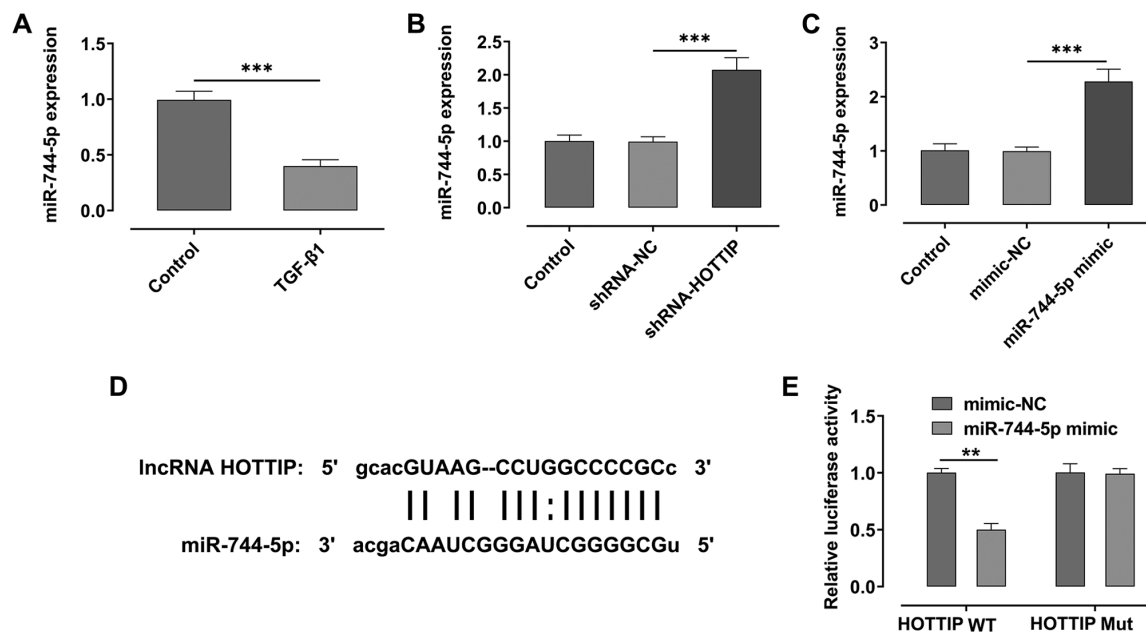 A
miR-744-5p expression
1.5
1.0
0.5
0.0
***
Control
TGF-β1
B
miR-744-5p expression
2.5
2.0
1.5
1.0
0.5
0.0
***
Control
shRNA-NC
shRNA-HOTTIP
C
miR-744-5p expression
3
2
1
0
***
Control
mimic-NC
miR-744-5p mimic
D
lncRNA HOTTIP: 5' gcacGUAAG--CCUGGCCCCGCc 3'
miR-744-5p: 3' acgaCAAUCGGGAUCGGGGCGu 5'
E
Relative luciferase activity
mimic-NC
miR-744-5p mimic
1.5
1.0
0.5
0.0
**
HOTTIP WT
HOTTIP Mut